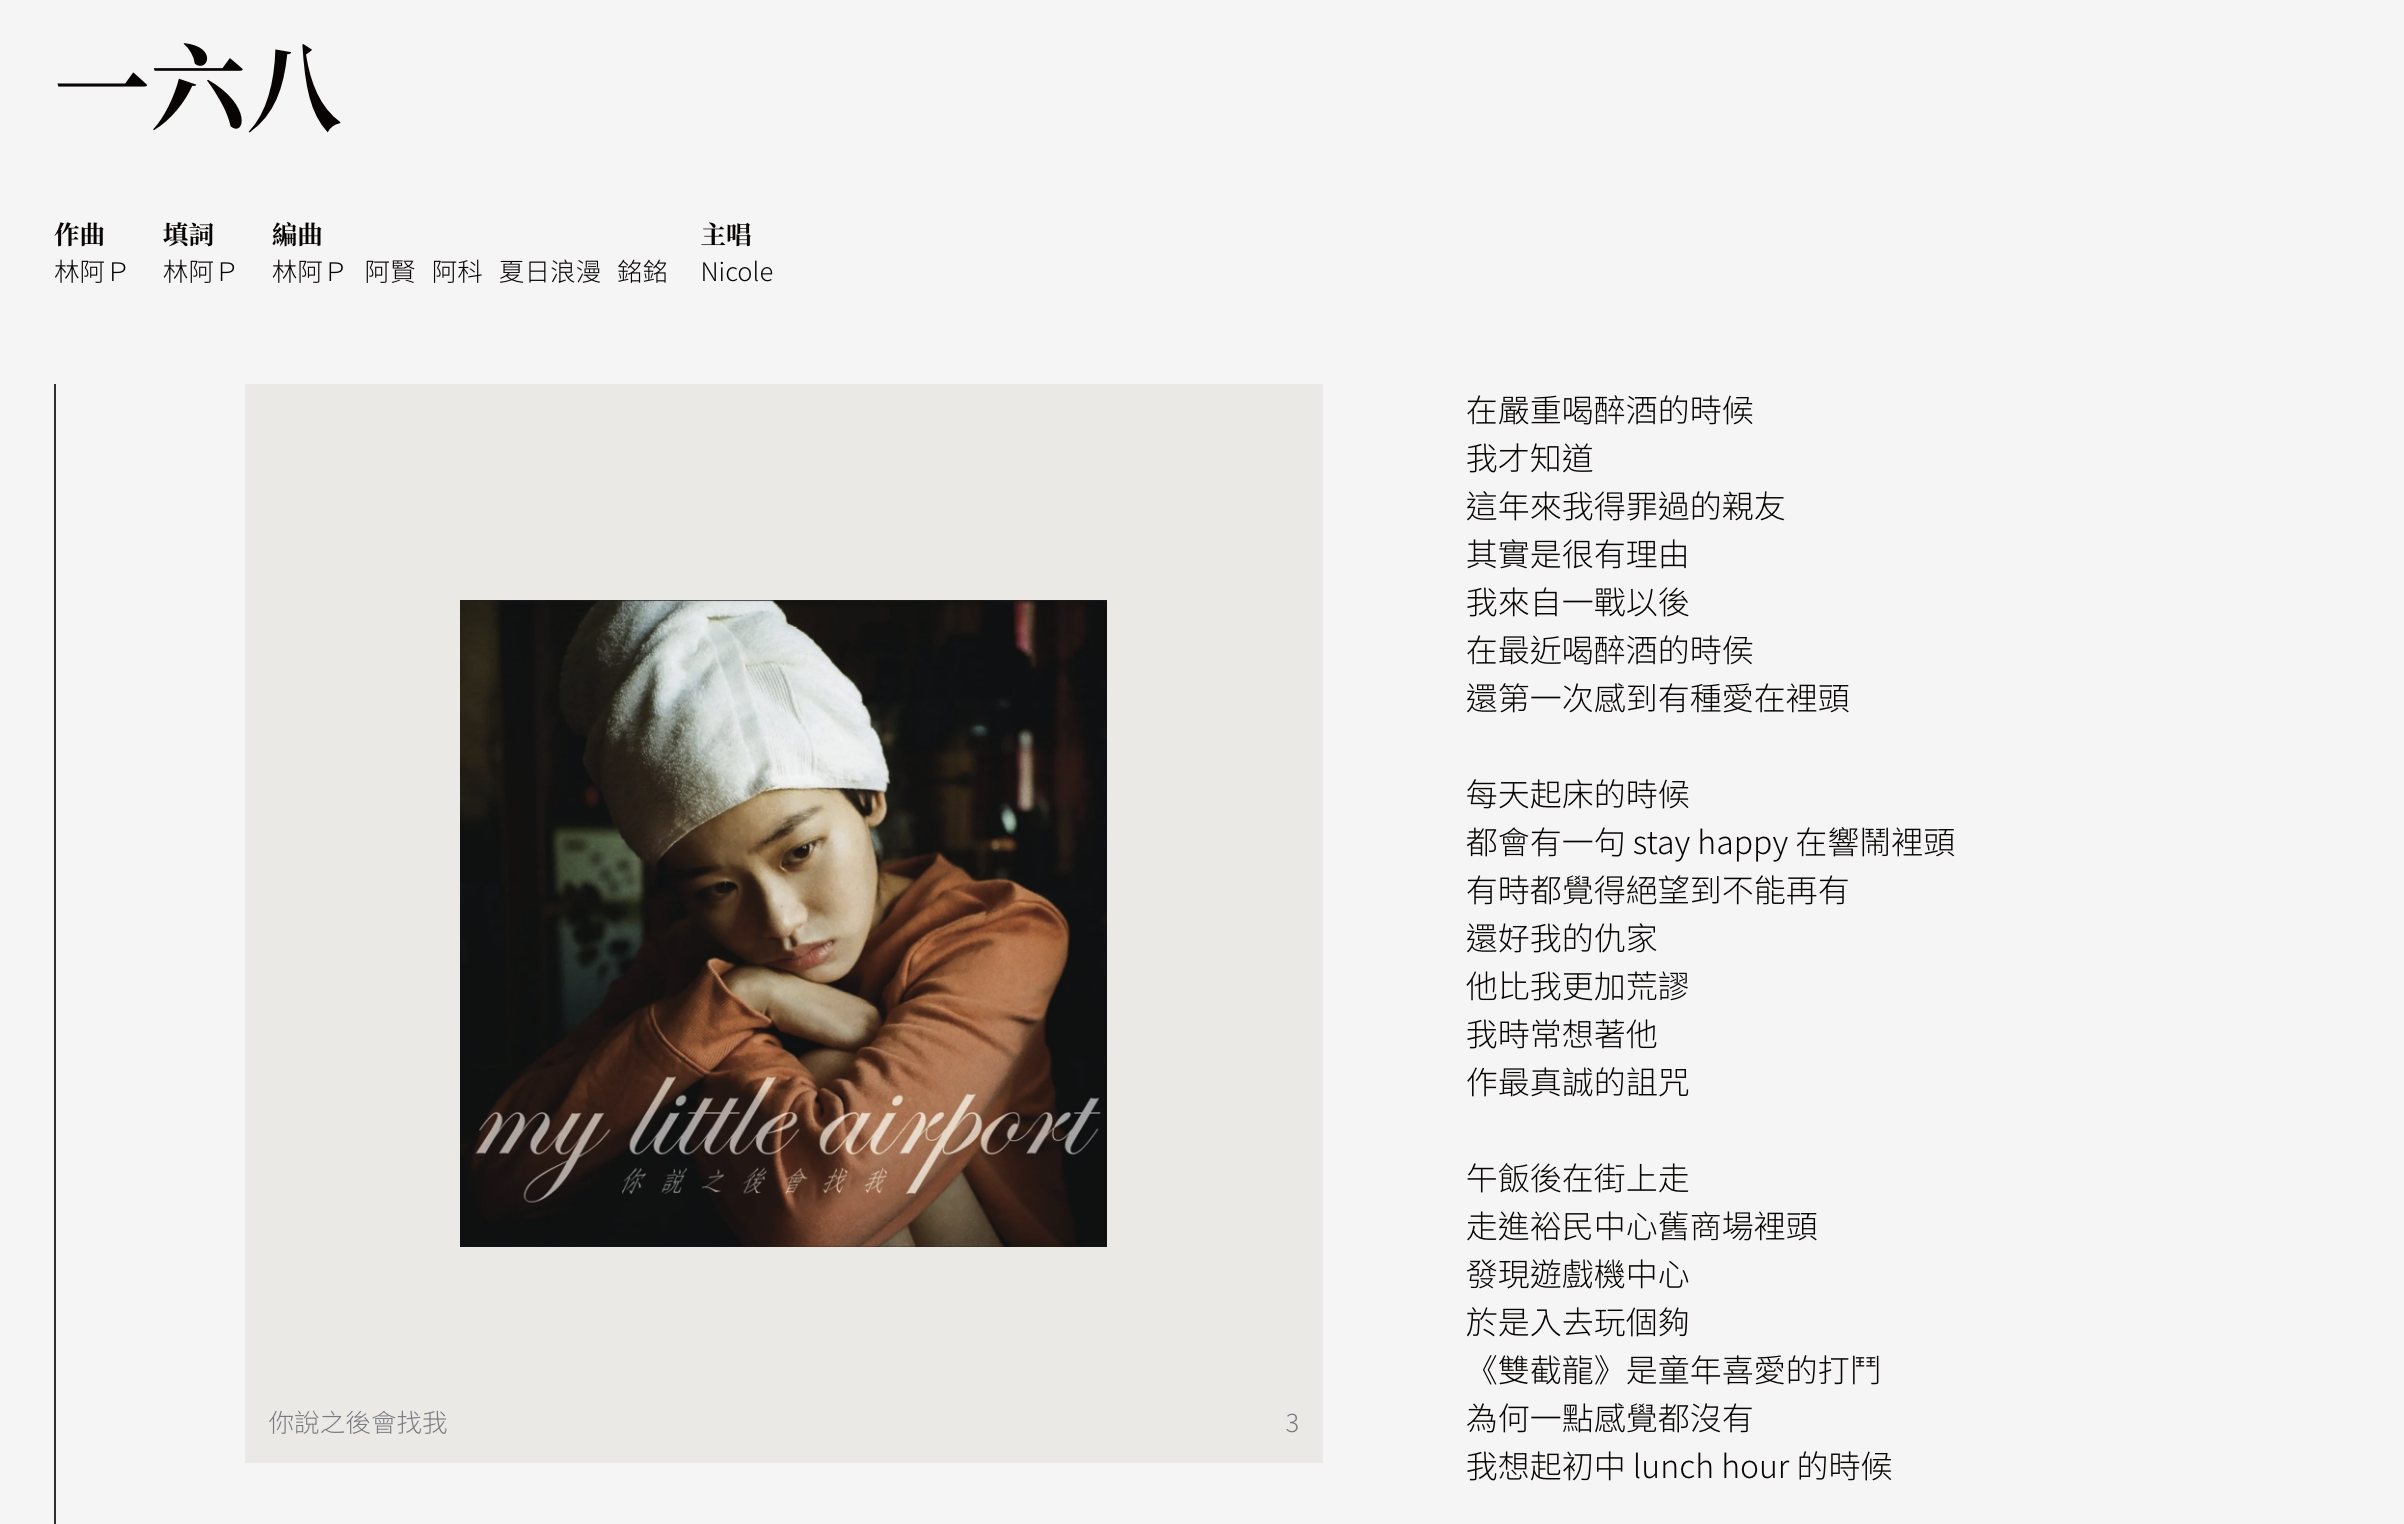 一六八
作曲 填詞 編曲 主唱
林阿P 林阿P 林阿P 阿賢 阿科 夏日浪漫 銘銘 Nicole
my little airport
你說之後會找我
你說之後會找我 3
在嚴重喝醉酒的時候
我才知道
這年來我得罪過的親友
其實是很有理由
我來自一戰以後
在最近喝醉酒的時侯
還第一次感到有種愛在裡頭
每天起床的時候
都會有一句 stay happy 在響鬧裡頭
有時都覺得絕望到不能再有
還好我的仇家
他比我更加荒謬
我時常想著他
作最真誠的詛咒
午飯後在街上走
走進裕民中心舊商場裡頭
發現遊戲機中心
於是入去玩個夠
《雙截龍》是童年喜愛的打鬥
為何一點感覺都沒有
我想起初中 lunch hour 的時候